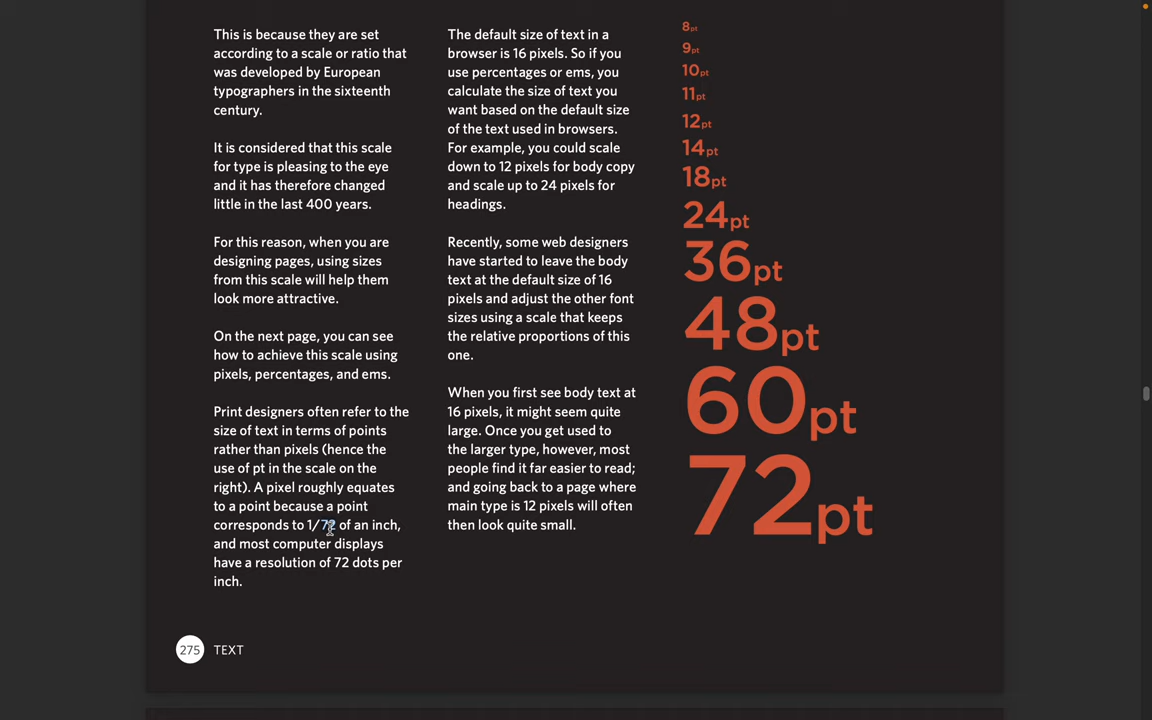 This is because they are set
according to a scale or ratio that
was developed by European
typographers in the sixteenth
century.
It is considered that this scale
for type is pleasing to the eye
and it has therefore changed
little in the last 400 years.
For this reason, when you are
designing pages, using sizes
from this scale will help them
look more attractive.
On the next page, you can see
how to achieve this scale using
pixels, percentages, and ems.
Print designers often refer to the
size of text in terms of points
rather than pixels (hence the
use of pt in the scale on the
right). A pixel roughly equates
to a point because a point
corresponds to 1/72 of an inch,
and most computer displays
have a resolution of 72 dots per
inch.
The default size of text in a
browser is 16 pixels. So if you
use percentages or ems, you
calculate the size of text you
want based on the default size
of the text used in browsers.
For example, you could scale
down to 12 pixels for body copy
and scale up to 24 pixels for
headings.
Recently, some web designers
have started to leave the body
text at the default size of 16
pixels and adjust the other font
sizes using a scale that keeps
the relative proportions of this
one.
When you first see body text at
16 pixels, it might seem quite
large. Once you get used to
the larger type, however, most
people find it far easier to read;
and going back to a page where
main type is 12 pixels will often
then look quite small.
8pt
9pt
10pt
11pt
12pt
14pt
18pt
24pt
36pt
48pt
60pt
72pt
275 TEXT